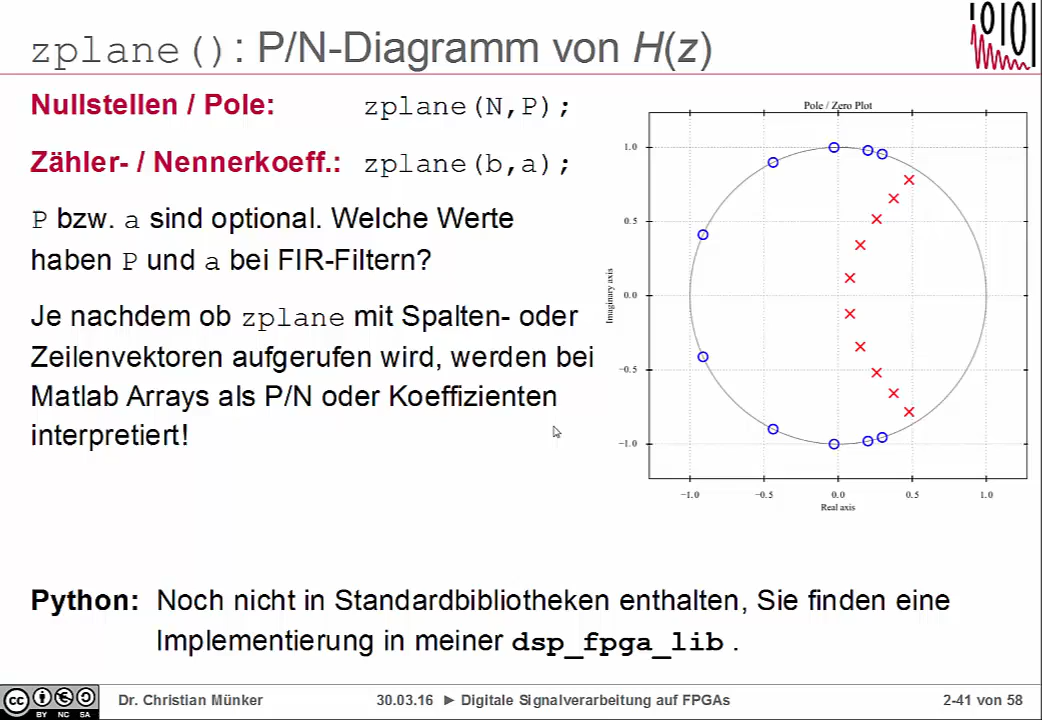 zplane(): P/N-Diagramm von H(z)
Nullstellen / Pole: zplane(N,P);
Zähler- / Nennerkoeff.: zplane(b,a);
P bzw. a sind optional. Welche Werte
haben P und a bei FIR-Filtern?
Je nachdem ob zplane mit Spalten- oder
Zeilenvektoren aufgerufen wird, werden bei
Matlab Arrays als P/N oder Koeffizienten
interpretiert!
Pole / Zero Plot
1.0
0.5
0.0
−0.5
−1.0
Imaginary axis
−1.0 −0.5 0.0 0.5 1.0
Real axis
Python: Noch nicht in Standardbibliotheken enthalten, Sie finden eine
Implementierung in meiner dsp_fpga_lib .
cc BY NC SA
Dr. Christian Münker 30.03.16 ► Digitale Signalverarbeitung auf FPGAs 2-41 von 58